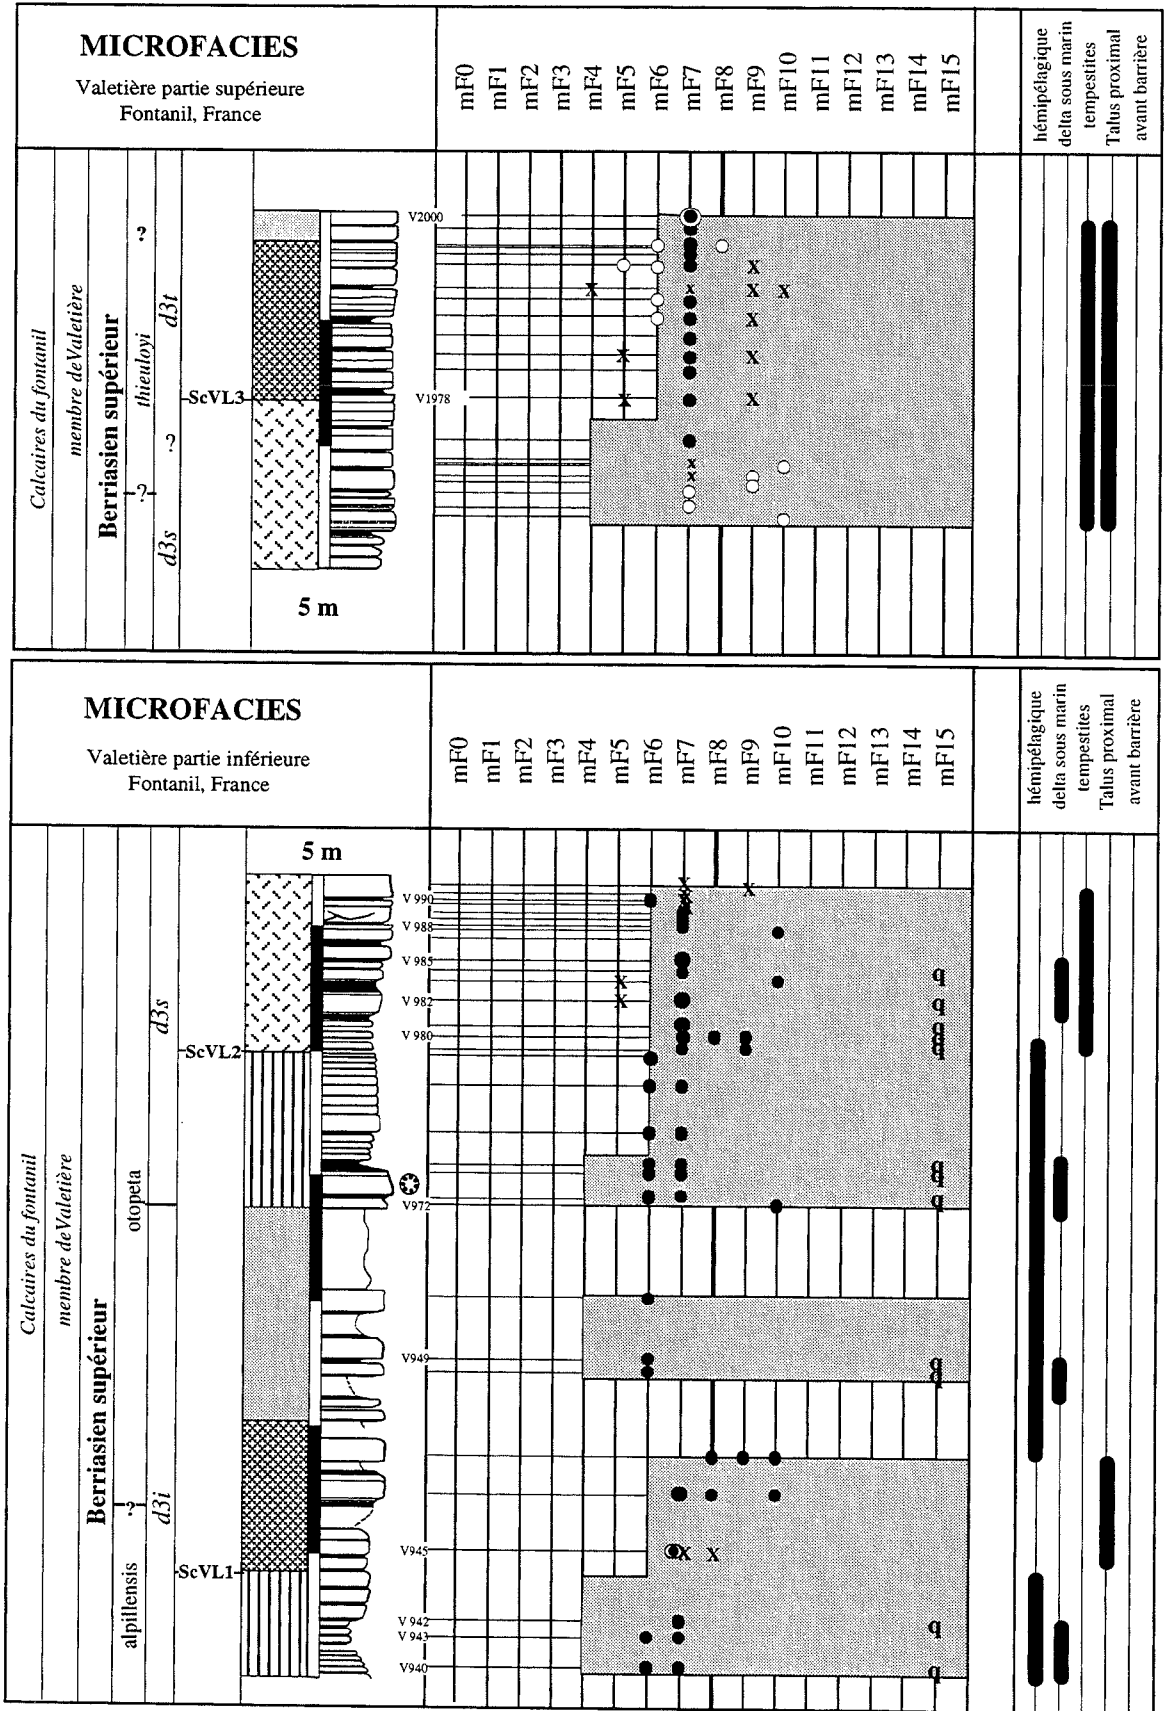 MICROFACIES
Valetière partie supérieure
Fontanil, France
mF0
mF1
mF2
mF3
mF4
mF5
mF6
mF7
mF8
mF9
mF10
mF11
mF12
mF13
mF14
mF15
hémipélagique
delta sous marin
tempestites
Talus proximal
avant barrière
Calcaires du fontanil
membre de Valetière
Berriasien supérieur
?
thieuloyi
-?-
d3t
?
d3s
ScVL3
V2000
V1978
x
x
x
x
x
x
x
x
x
x
x
x
5 m
MICROFACIES
Valetière partie inférieure
Fontanil, France
mF0
mF1
mF2
mF3
mF4
mF5
mF6
mF7
mF8
mF9
mF10
mF11
mF12
mF13
mF14
mF15
hémipélagique
delta sous marin
tempestites
Talus proximal
avant barrière
5 m
Calcaires du fontanil
membre de Valetière
Berriasien supérieur
otopeta
?
alpillensis
d3s
d3i
ScVL2
ScVL1
V 990
V 988
V 985
V 982
V 980
V972
V949
V945
V 942
V 943
V940
x
x
x
x
x
x
x
q
q
q
q
q
q
q
q
q
q
q
q